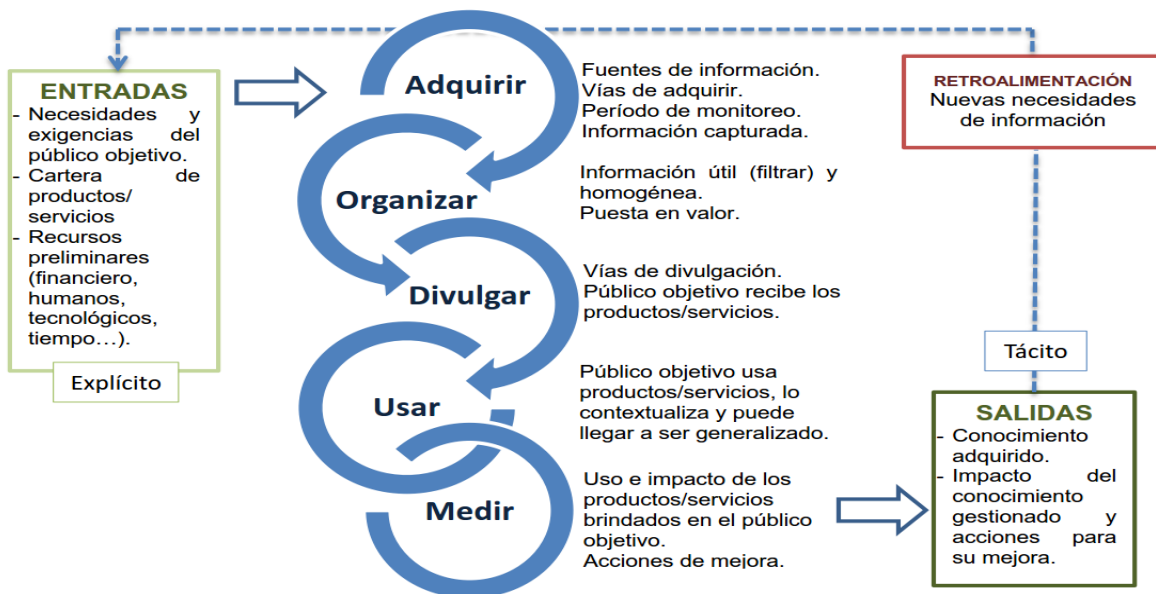 ENTRADAS
- Necesidades y
exigencias del
público objetivo.
- Cartera de
productos/
servicios
- Recursos
preliminares
(financiero,
humanos,
tecnológicos,
tiempo…).
Explícito
Adquirir
Fuentes de información.
Vías de adquirir.
Período de monitoreo.
Información capturada.
Organizar
Información útil (filtrar) y
homogénea.
Puesta en valor.
Divulgar
Vías de divulgación.
Público objetivo recibe los
productos/servicios.
Usar
Público objetivo usa
productos/servicios, lo
contextualiza y puede
llegar a ser generalizado.
Medir
Uso e impacto de los
productos/servicios
brindados en el público
objetivo.
Acciones de mejora.
RETROALIMENTACIÓN
Nuevas necesidades
de información
Tácito
SALIDAS
- Conocimiento
adquirido.
- Impacto del
conocimiento
gestionado y
acciones para
su mejora.